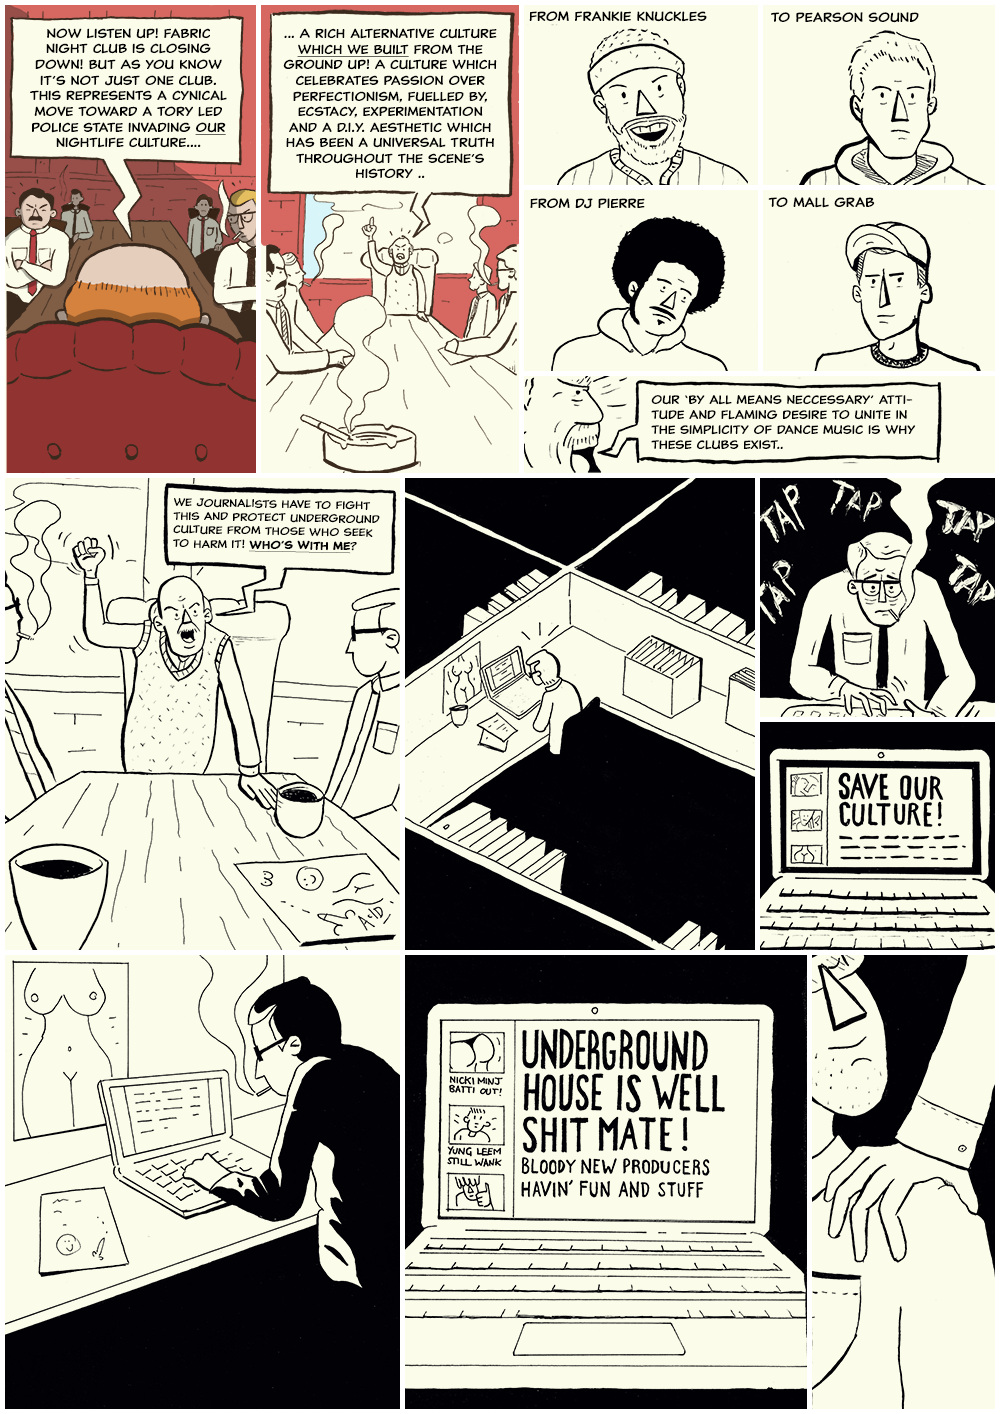 NOW LISTEN UP! FABRIC
NIGHT CLUB IS CLOSING
DOWN! BUT AS YOU KNOW
IT'S NOT JUST ONE CLUB.
THIS REPRESENTS A CYNICAL
MOVE TOWARD A TORY LED
POLICE STATE INVADING OUR
NIGHTLIFE CULTURE....
... A RICH ALTERNATIVE CULTURE
WHICH WE BUILT FROM THE
GROUND UP! A CULTURE WHICH
CELEBRATES PASSION OVER
PERFECTIONISM, FUELLED BY,
ECSTACY, EXPERIMENTATION
AND A D.I.Y. AESTHETIC WHICH
HAS BEEN A UNIVERSAL TRUTH
THROUGHOUT THE SCENE'S
HISTORY ..
FROM FRANKIE KNUCKLES
TO PEARSON SOUND
FROM DJ PIERRE
TO MALL GRAB
OUR 'BY ALL MEANS NECCESSARY' ATTI-
TUDE AND FLAMING DESIRE TO UNITE IN
THE SIMPLICITY OF DANCE MUSIC IS WHY
THESE CLUBS EXIST..
WE JOURNALISTS HAVE TO FIGHT
THIS AND PROTECT UNDERGROUND
CULTURE FROM THOSE WHO SEEK
TO HARM IT! WHO'S WITH ME?
TAP
TAP
TAP
TAP
TAP
SAVE OUR
CULTURE!
UNDERGROUND
HOUSE IS WELL
SHIT MATE!
BLOODY NEW PRODUCERS
HAVIN' FUN AND STUFF
NICKI MINJ
BATTI OUT!
YUNG LEEM
STILL WANK